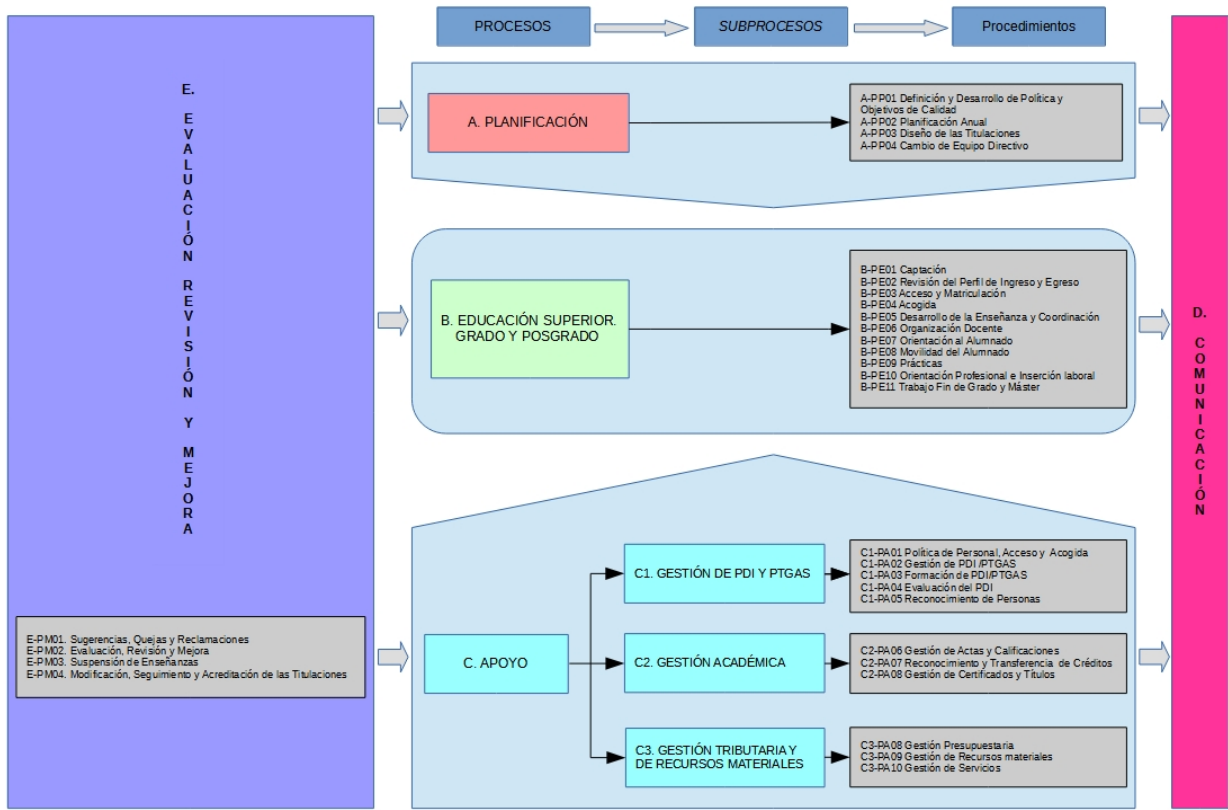 PROCESOS
SUBPROCESOS
Procedimientos
E. EVALUACIÓN REVISIÓN Y MEJORA
E-PM01. Sugerencias, Quejas y Reclamaciones
E-PM02. Evaluación, Revisión y Mejora
E-PM03. Suspensión de Enseñanzas
E-PM04. Modificación, Seguimiento y Acreditación de las Titulaciones
A. PLANIFICACIÓN
A-PP01 Definición y Desarrollo de Política y
Objetivos de Calidad
A-PP02 Planificación Anual
A-PP03 Diseño de las Titulaciones
A-PP04 Cambio de Equipo Directivo
B. EDUCACIÓN SUPERIOR.
GRADO Y POSGRADO
B-PE01 Captación
B-PE02 Revisión del Perfil de Ingreso y Egreso
B-PE03 Acceso y Matriculación
B-PE04 Acogida
B-PE05 Desarrollo de la Enseñanza y Coordinación
B-PE06 Organización Docente
B-PE07 Orientación al Alumnado
B-PE08 Movilidad del Alumnado
B-PE09 Prácticas
B-PE10 Orientación Profesional e Inserción laboral
B-PE11 Trabajo Fin de Grado y Máster
C. APOYO
C1. GESTIÓN DE PDI Y PTGAS
C1-PA01 Política de Personal, Acceso y Acogida
C1-PA02 Gestión de PDI /PTGAS
C1-PA03 Formación de PDI/PTGAS
C1-PA04 Evaluación del PDI
C1-PA05 Reconocimiento de Personas
C2. GESTIÓN ACADÉMICA
C2-PA06 Gestión de Actas y Calificaciones
C2-PA07 Reconocimiento y Transferencia de Créditos
C2-PA08 Gestión de Certificados y Títulos
C3. GESTIÓN TRIBUTARIA Y
DE RECURSOS MATERIALES
C3-PA08 Gestión Presupuestaria
C3-PA09 Gestión de Recursos materiales
C3-PA10 Gestión de Servicios
D. COMUNICACIÓN